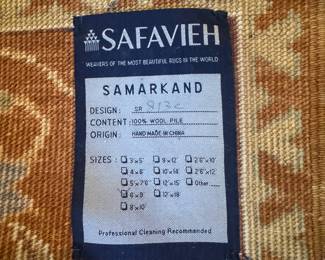 SAFAVIEH
WEAVERS OF THE MOST BEAUTIFUL RUGS IN THE WORLD
SAMARKAND
DESIGN: SR 813c
CONTENT: 100% WOOL PILE
ORIGIN: HAND MADE IN CHINA
SIZES: ☐ 3'x5' ☐ 9'x12' ☐ 2'6"x10'
☐ 4'x6' ☐ 10'x14' ☐ 2'6"x12'
☐ 5'x7'6" ☐ 12'x15' ☐ Other
☐ 6'x9' ☐ 12'x18'
☐ 8'x10'
Professional Cleaning Recommended